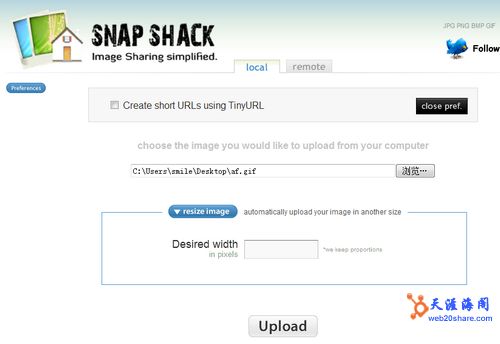 JPG PNG BMP GIF
SNAP SHACK
Image Sharing simplified.
Follow
local
remote
Preferences
Create short URLs using TinyURL
close pref.
choose the image you would like to upload from your computer
C:\Users\smile\Desktop\af.gif
浏览…
resize image
automatically upload your image in another size
Desired width
in pixels
*we keep proportions
天涯海阁
web20share.com
Upload